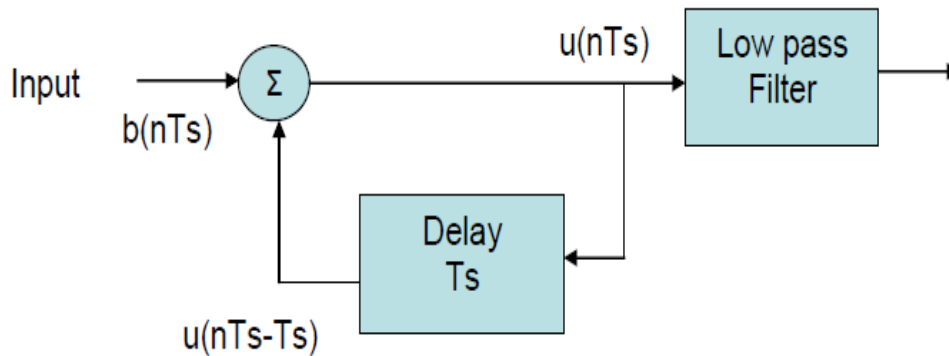 u(nTs)
Low pass
Filter
Input
Σ
b(nTs)
Delay
Ts
u(nTs-Ts)